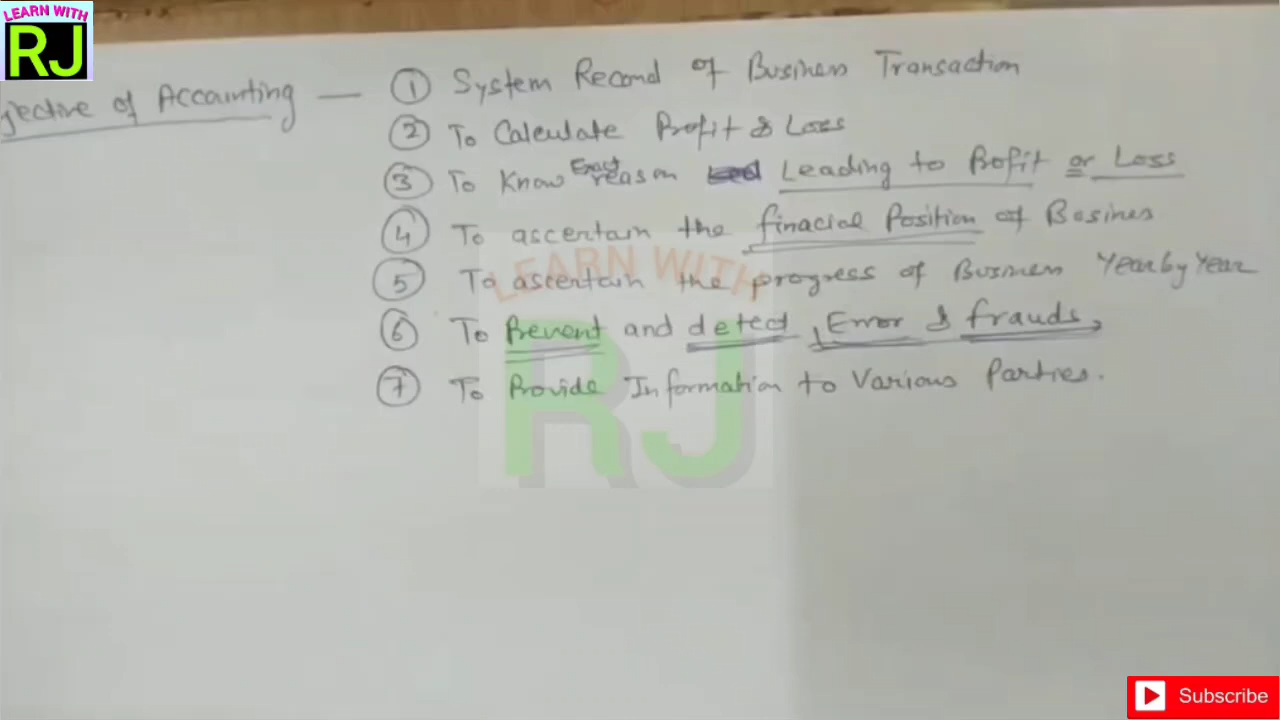 LEARN WITH
RJ
jective of Accounting — ① System Record of Business Transaction
② To Calculate Profit & Loss
③ To Know Exact reason Leading to Profit or Loss
④ To ascertain the finacial Position of Busines
⑤ To ascertain the progress of Business Year by Year
⑥ To Prevent and detect, Error & frauds,
⑦ To Provide Information to Various Parties.
LEARN WITH
RJ
Subscribe